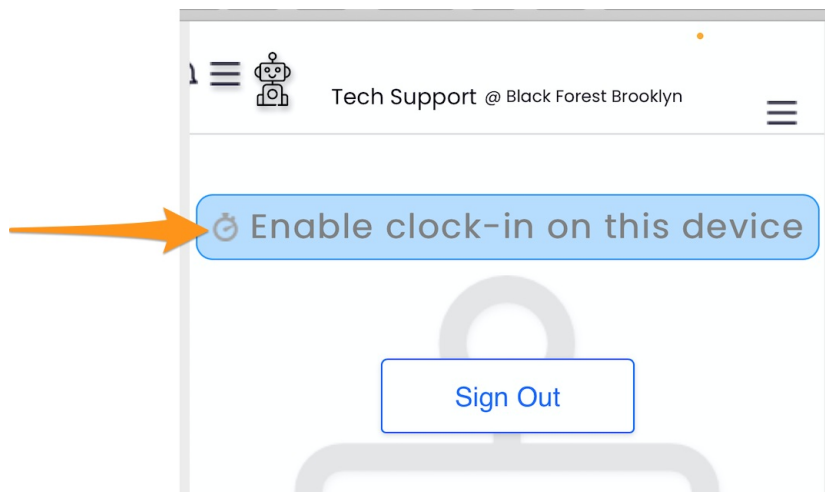 Tech Support @ Black Forest Brooklyn
Enable clock-in on this device
Sign Out